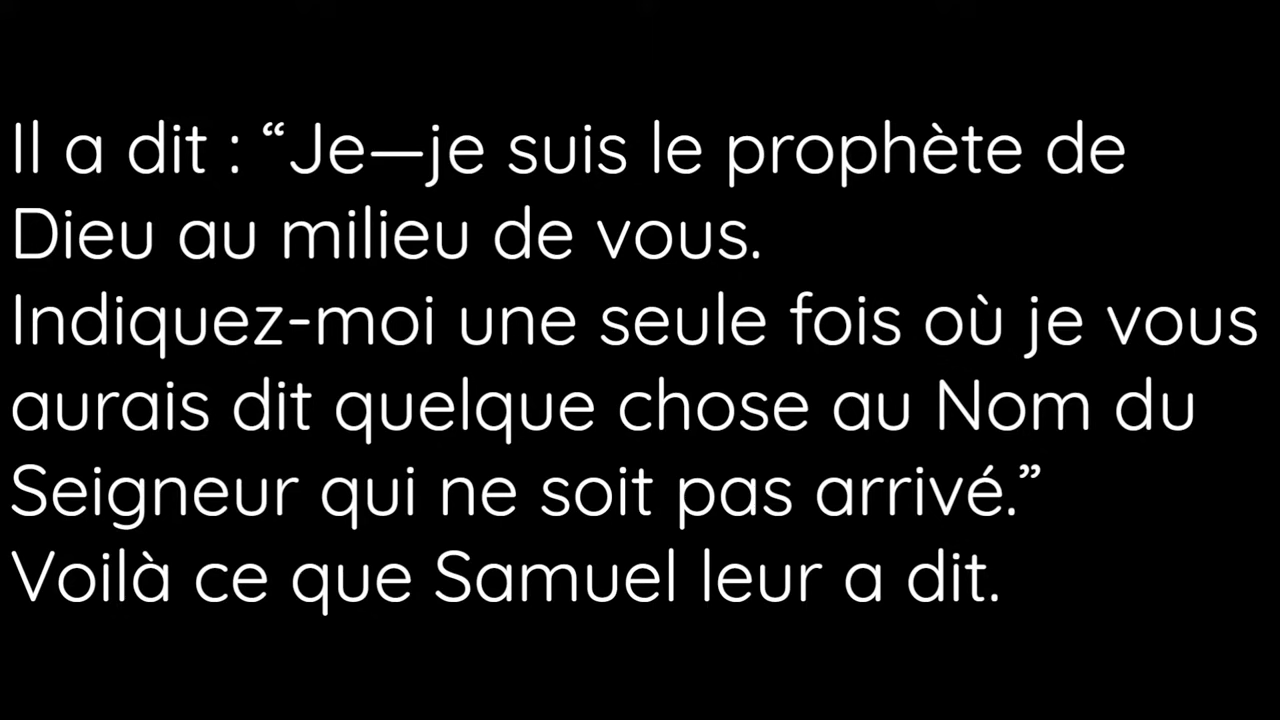 Il a dit : “Je—je suis le prophète de
Dieu au milieu de vous.
Indiquez-moi une seule fois où je vous
aurais dit quelque chose au Nom du
Seigneur qui ne soit pas arrivé.”
Voilà ce que Samuel leur a dit.